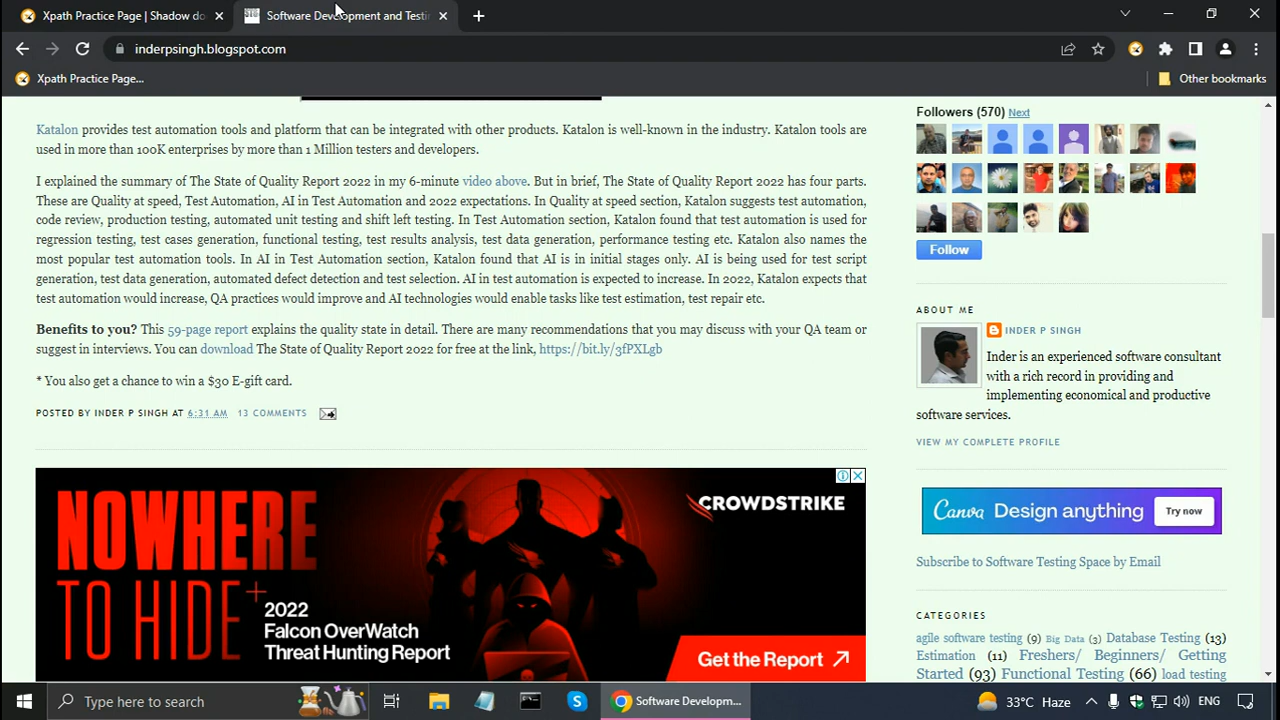 Xpath Practice Page | Shadow do
Software Development and Testi
inderpsingh.blogspot.com
Xpath Practice Page...
Other bookmarks
Katalon provides test automation tools and platform that can be integrated with other products. Katalon is well-known in the industry. Katalon tools are
used in more than 100K enterprises by more than 1 Million testers and developers.
I explained the summary of The State of Quality Report 2022 in my 6-minute video above. But in brief, The State of Quality Report 2022 has four parts.
These are Quality at speed, Test Automation, AI in Test Automation and 2022 expectations. In Quality at speed section, Katalon suggests test automation,
code review, production testing, automated unit testing and shift left testing. In Test Automation section, Katalon found that test automation is used for
regression testing, test cases generation, functional testing, test results analysis, test data generation, performance testing etc. Katalon also names the
most popular test automation tools. In AI in Test Automation section, Katalon found that AI is in initial stages only. AI is being used for test script
generation, test data generation, automated defect detection and test selection. AI in test automation is expected to increase. In 2022, Katalon expects that
test automation would increase, QA practices would improve and AI technologies would enable tasks like test estimation, test repair etc.
Benefits to you? This 59-page report explains the quality state in detail. There are many recommendations that you may discuss with your QA team or
suggest in interviews. You can download The State of Quality Report 2022 for free at the link, https://bit.ly/3fPXLgb
* You also get a chance to win a $30 E-gift card.
POSTED BY INDER P SINGH AT 6:31 AM 13 COMMENTS
NOWHERE
TO HIDE+
2022
Falcon OverWatch
Threat Hunting Report
CROWDSTRIKE
Get the Report
Followers (570) Next
Follow
ABOUT ME
INDER P SINGH
Inder is an experienced software consultant
with a rich record in providing and
implementing economical and productive
software services.
VIEW MY COMPLETE PROFILE
Canva Design anything Try now
Subscribe to Software Testing Space by Email
CATEGORIES
agile software testing (9) Big Data (3) Database Testing (13)
Estimation (11) Freshers/ Beginners/ Getting
Started (93) Functional Testing (66) load testing
Type here to search
Software Developm...
33°C Haze
ENG